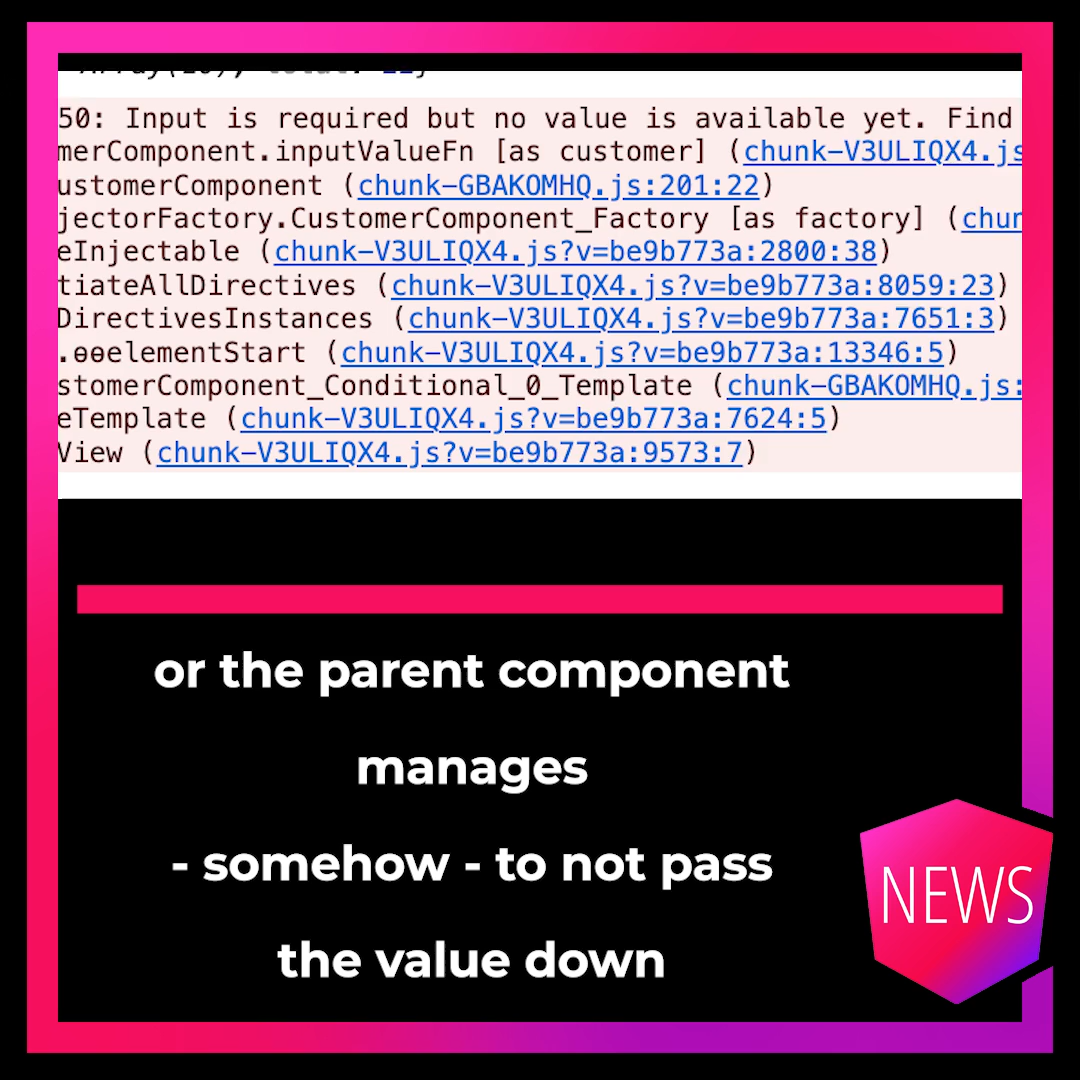 50: Input is required but no value is available yet. Find
merComponent.inputValueFn [as customer] (chunk-V3ULIQX4.js
ustomerComponent (chunk-GBAKOMHQ.js:201:22)
jectorFactory.CustomerComponent_Factory [as factory] (chun
eInjectable (chunk-V3ULIQX4.js?v=be9b773a:2800:38)
tiateAllDirectives (chunk-V3ULIQX4.js?v=be9b773a:8059:23)
DirectivesInstances (chunk-V3ULIQX4.js?v=be9b773a:7651:3)
.ɵɵelementStart (chunk-V3ULIQX4.js?v=be9b773a:13346:5)
stomerComponent_Conditional_0_Template (chunk-GBAKOMHQ.js:
eTemplate (chunk-V3ULIQX4.js?v=be9b773a:7624:5)
View (chunk-V3ULIQX4.js?v=be9b773a:9573:7)
or the parent component
manages
- somehow - to not pass
the value down
NEWS